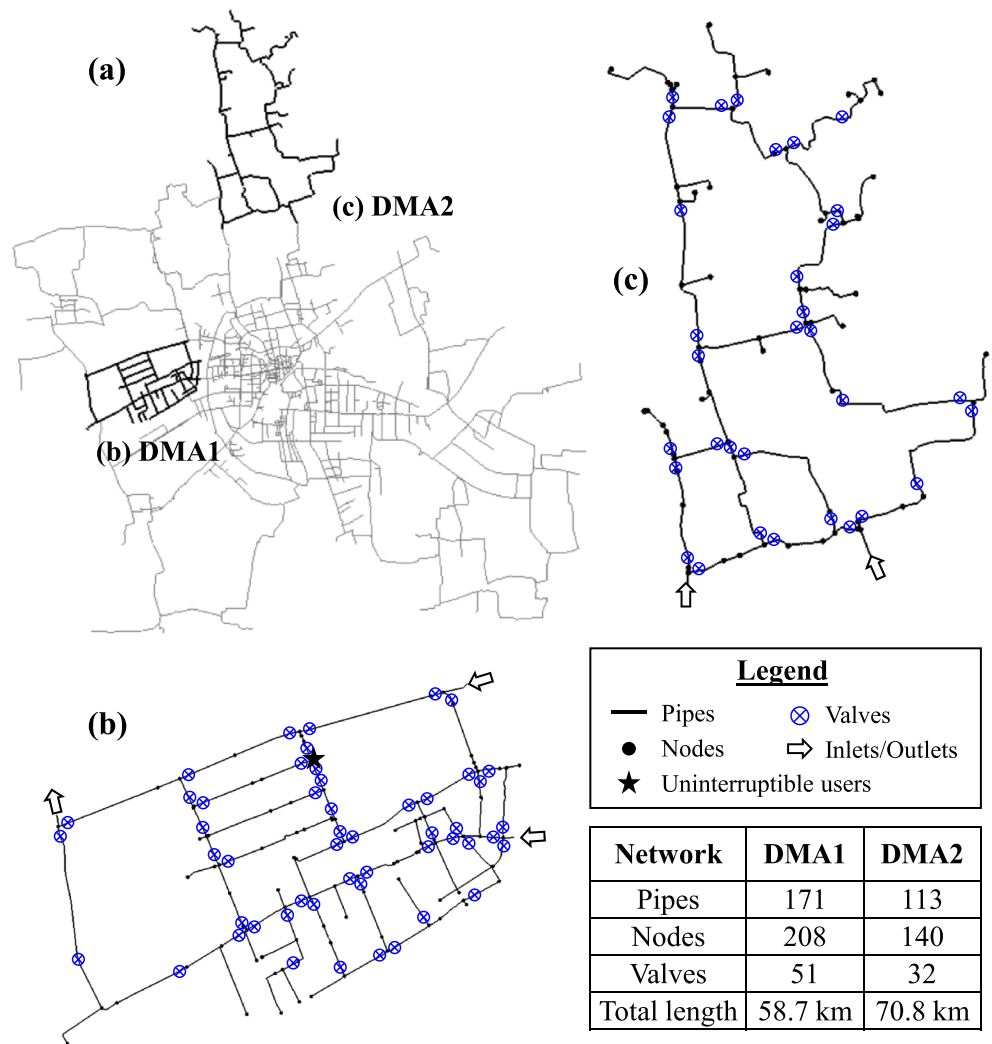 (a)
(c) DMA2
(b) DMA1
(c)
(b)
Legend
Pipes
Valves
Nodes
Inlets/Outlets
Uninterruptible users
Network DMA1 DMA2
Pipes 171 113
Nodes 208 140
Valves 51 32
Total length 58.7 km 70.8 km